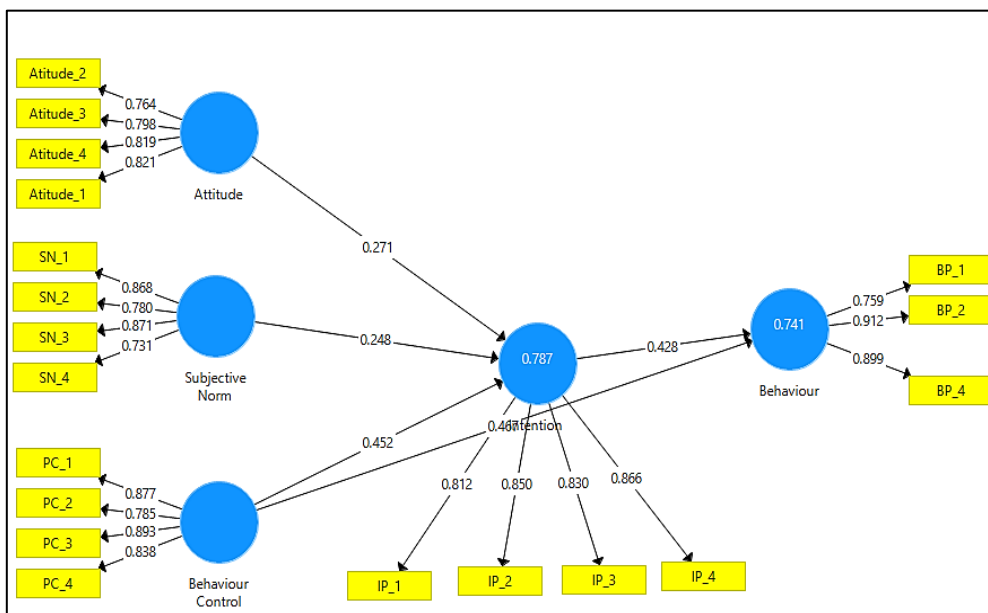 Atitude_2
0.764
Atitude_3
0.798
Atitude_4
0.819
Atitude_1
0.821
Attitude
0.271
SN_1
0.868
SN_2
0.780
SN_3
0.871
SN_4
0.731
Subjective
Norm
0.248
0.787
Intention
0.428
0.741
Behaviour
BP_1
0.759
BP_2
0.912
BP_4
0.899
0.452
0.467
PC_1
0.877
PC_2
0.785
PC_3
0.893
PC_4
0.838
Behaviour
Control
0.812
0.850
0.830
0.866
IP_1
IP_2
IP_3
IP_4